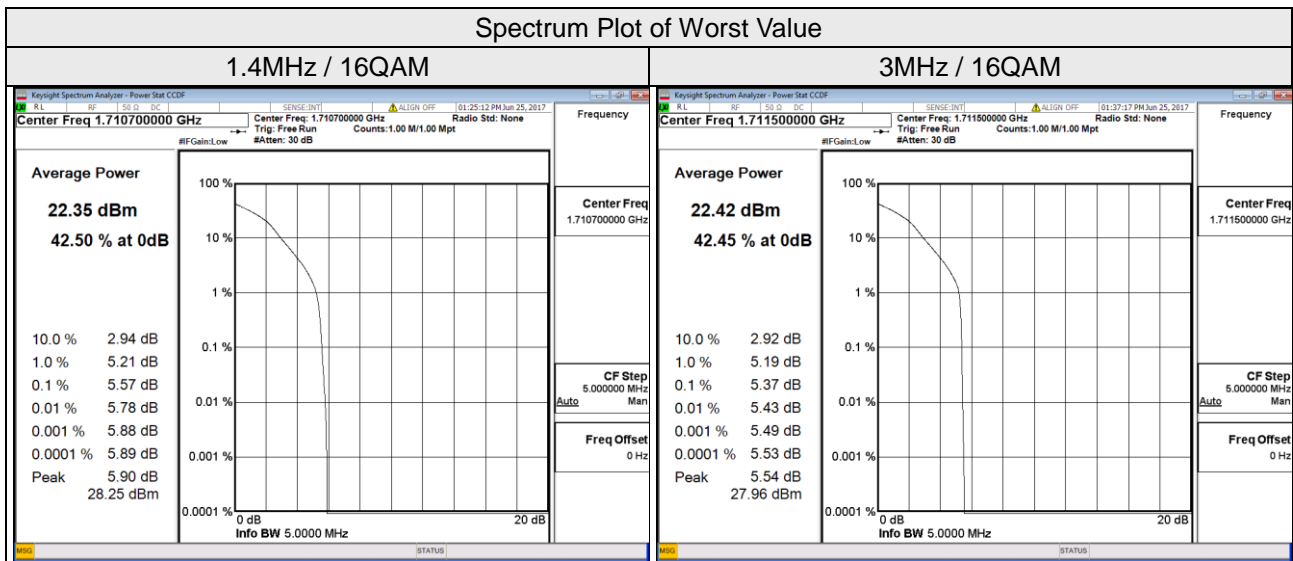 Spectrum Plot of Worst Value
1.4MHz / 16QAM
3MHz / 16QAM
Keysight Spectrum Analyzer - Power Stat CCDF
LXI RL RF 50 Ω DC SENSE:INT ALIGN OFF 01:25:12 PM Jun 25, 2017
Center Freq 1.710700000 GHz
Center Freq: 1.710700000 GHz Radio Std: None
Trig: Free Run Counts:1.00 M/1.00 Mpt
#IFGain:Low #Atten: 30 dB
Frequency
Average Power
22.35 dBm
42.50 % at 0dB
10.0 % 2.94 dB
1.0 % 5.21 dB
0.1 % 5.57 dB
0.01 % 5.78 dB
0.001 % 5.88 dB
0.0001 % 5.89 dB
Peak 5.90 dB
28.25 dBm
100 %
10 %
1 %
0.1 %
0.01 %
0.001 %
0.0001 %
0 dB 20 dB
Info BW 5.0000 MHz
Center Freq
1.710700000 GHz
CF Step
5.000000 MHz
Auto Man
Freq Offset
0 Hz
MSG STATUS
Keysight Spectrum Analyzer - Power Stat CCDF
LXI RL RF 50 Ω DC SENSE:INT ALIGN OFF 01:37:17 PM Jun 25, 2017
Center Freq 1.711500000 GHz
Center Freq: 1.711500000 GHz Radio Std: None
Trig: Free Run Counts:1.00 M/1.00 Mpt
#IFGain:Low #Atten: 30 dB
Frequency
Average Power
22.42 dBm
42.45 % at 0dB
10.0 % 2.92 dB
1.0 % 5.19 dB
0.1 % 5.37 dB
0.01 % 5.43 dB
0.001 % 5.49 dB
0.0001 % 5.53 dB
Peak 5.54 dB
27.96 dBm
100 %
10 %
1 %
0.1 %
0.01 %
0.001 %
0.0001 %
0 dB 20 dB
Info BW 5.0000 MHz
Center Freq
1.711500000 GHz
CF Step
5.000000 MHz
Auto Man
Freq Offset
0 Hz
MSG STATUS